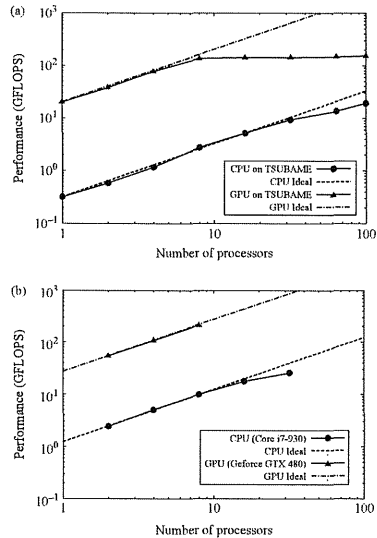 (a)
10³
10²
10¹
10⁰
10⁻¹
Performance (GFLOPS)
CPU on TSUBAME
CPU Ideal
GPU on TSUBAME
GPU Ideal
1
10
100
Number of processors
(b)
10³
10²
10¹
10⁰
10⁻¹
Performance (GFLOPS)
CPU (Core i7-930)
CPU Ideal
GPU (Geforce GTX 480)
GPU Ideal
1
10
100
Number of processors